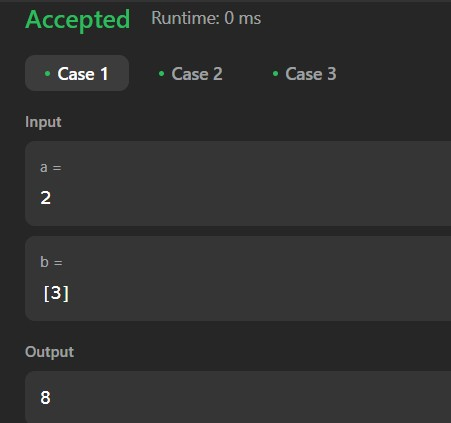 Accepted Runtime: 0 ms
• Case 1 • Case 2 • Case 3
Input
a =
2
b =
[3]
Output
8